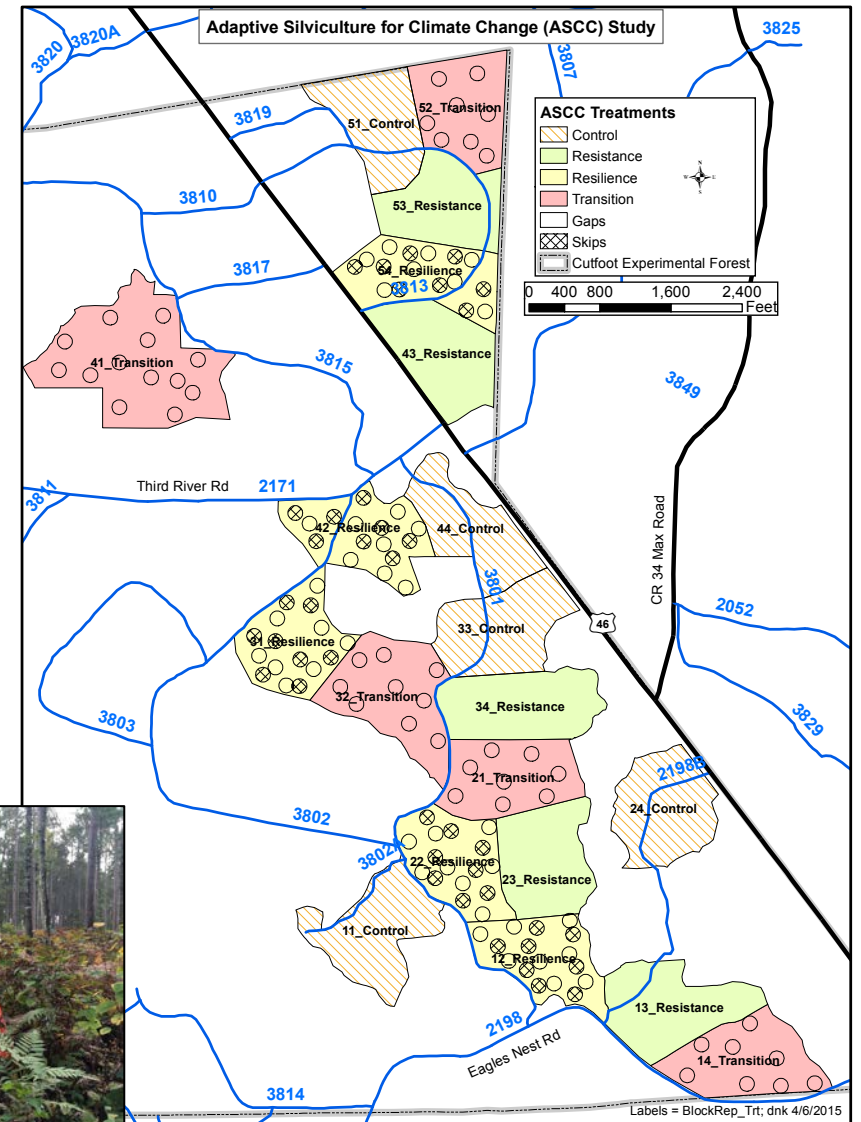 Adaptive Silviculture for Climate Change (ASCC) Study
3820
3820A
3807
3825
3819
51_Control
52_Transition
ASCC Treatments
Control
Resistance
Resilience
Transition
Gaps
Skips
Cutfoot Experimental Forest
N
W
E
S
3810
53_Resistance
3817
54_Resilience
3813
0 400 800 1,600 2,400
Feet
41_Transition
43_Resistance
3815
3849
Third River Rd
2171
3811
42_Resilience
44_Control
3801
CR 34 Max Road
33_Control
46
2052
31_Resilience
32_Transition
34_Resistance
3803
3829
21_Transition
2198B
24_Control
3802
3802A
22_Resilience
23_Resistance
11_Control
12_Resilience
13_Resistance
2198
Eagles Nest Rd
14_Transition
3814
Labels = BlockRep_Trt; dnk 4/6/2015